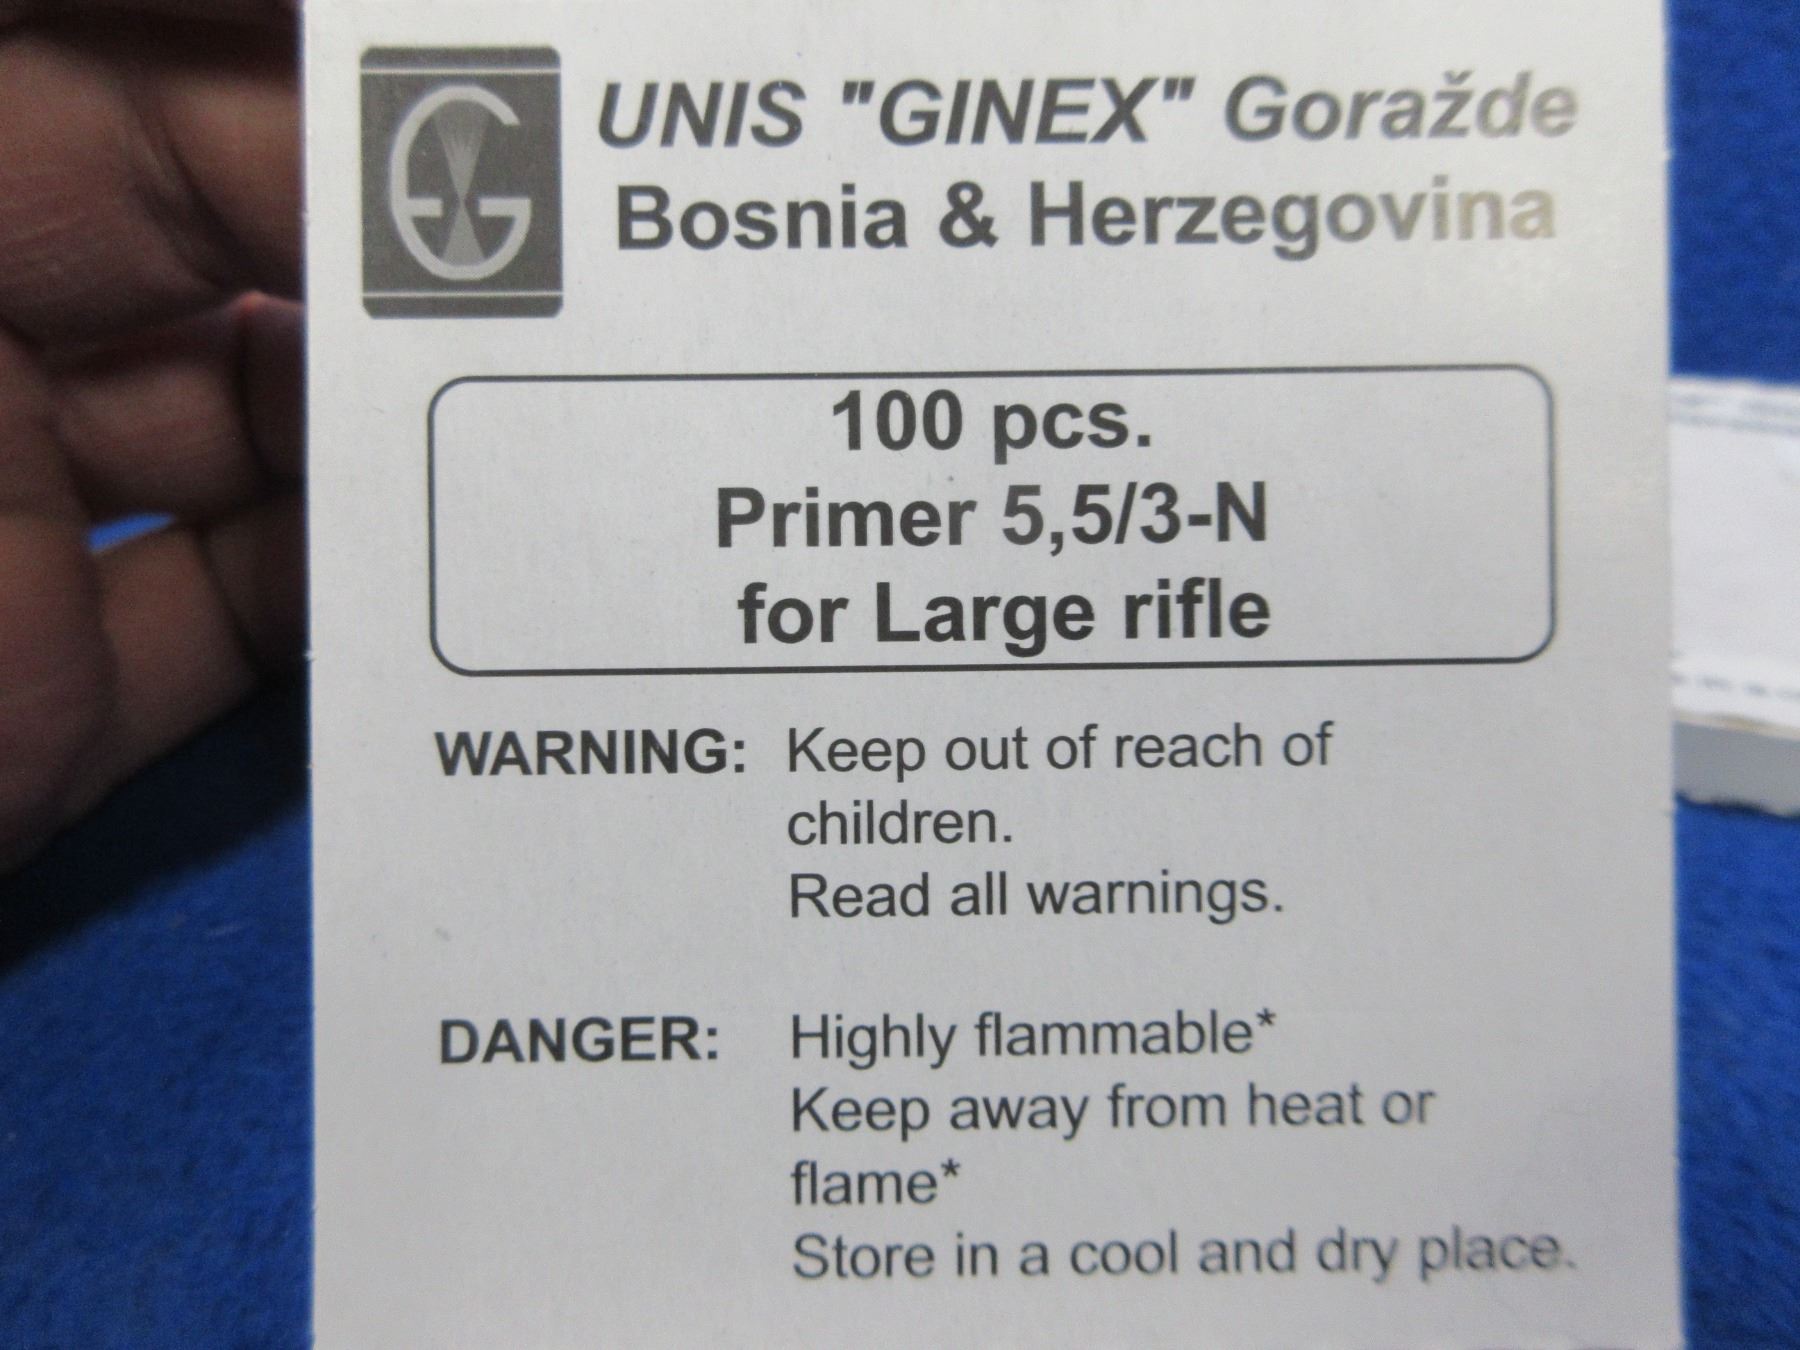 UNIS "GINEX" Goražde
Bosnia & Herzegovina
100 pcs.
Primer 5,5/3-N
for Large rifle
WARNING: Keep out of reach of
children.
Read all warnings.
DANGER: Highly flammable*
Keep away from heat or
flame*
Store in a cool and dry place.